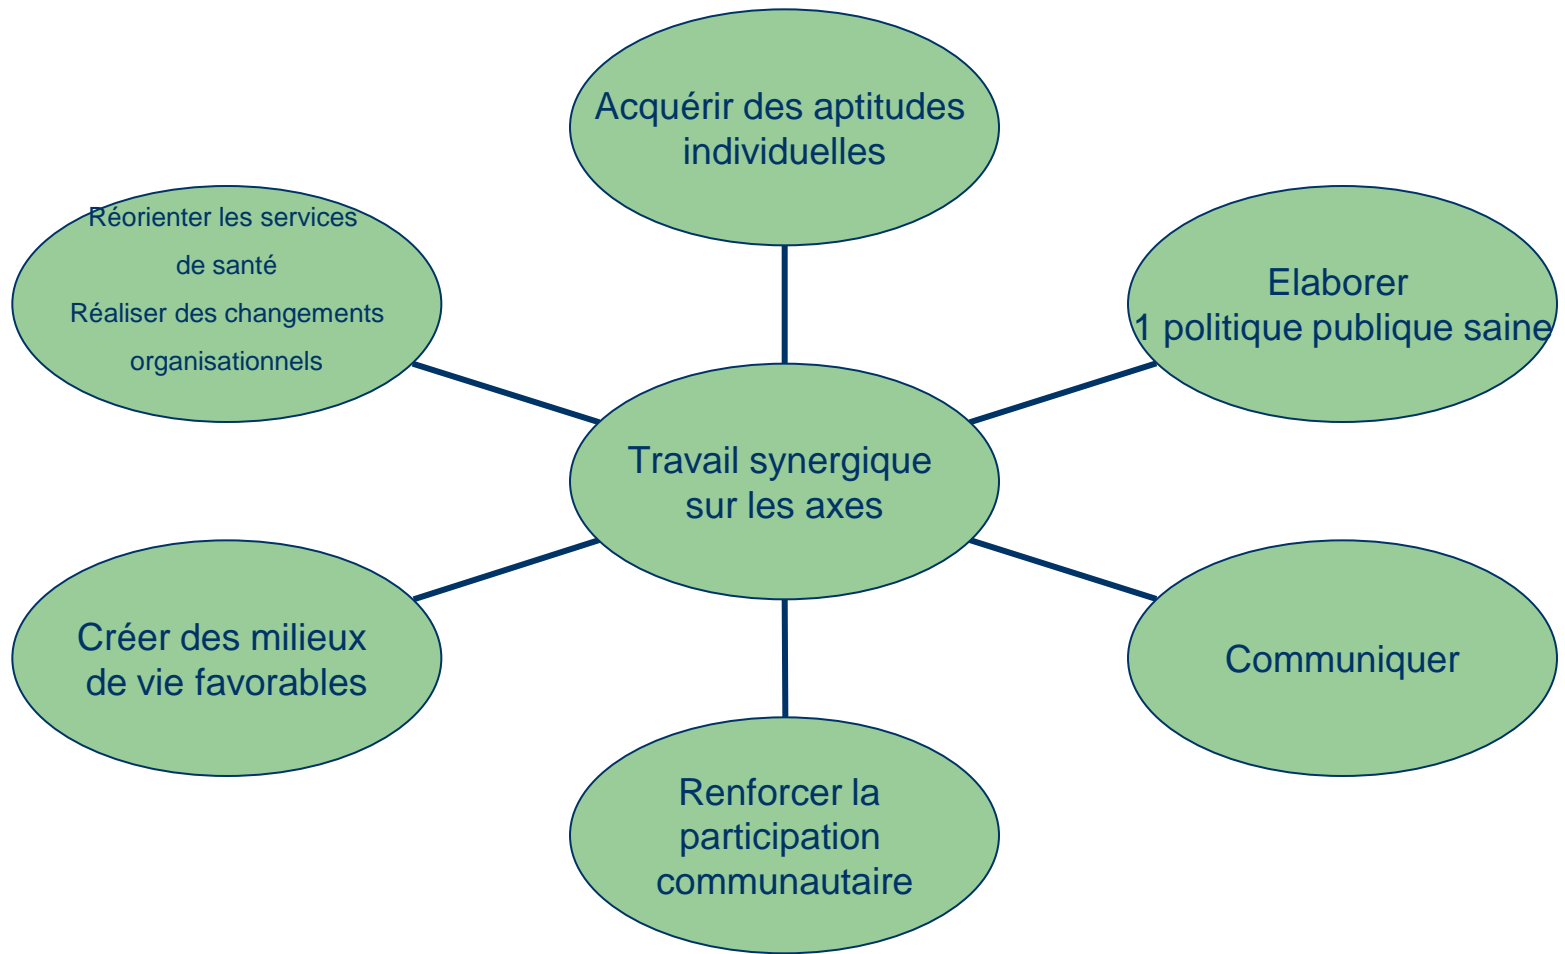 Acquérir des aptitudes
individuelles
Réorienter les services
de santé
Réaliser des changements
organisationnels
Elaborer
1 politique publique saine
Travail synergique
sur les axes
Créer des milieux
de vie favorables
Communiquer
Renforcer la
participation
communautaire